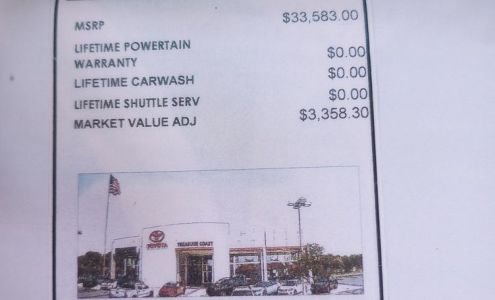 MSRP $33,583.00
LIFETIME POWERTAIN
WARRANTY $0.00
LIFETIME CARWASH $0.00
LIFETIME SHUTTLE SERV $0.00
MARKET VALUE ADJ $3,358.30
TOYOTA
TREASURE COAST